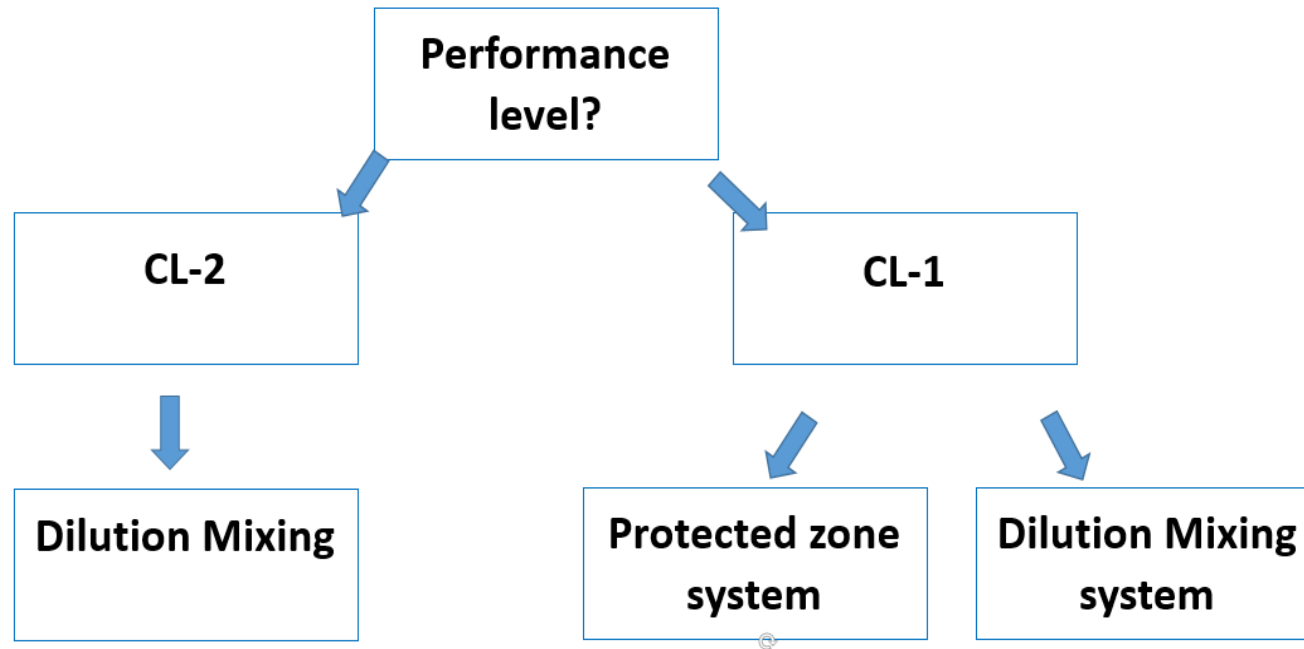 Performance
level?
CL-2
CL-1
Dilution Mixing
Protected zone
system
Dilution Mixing
system